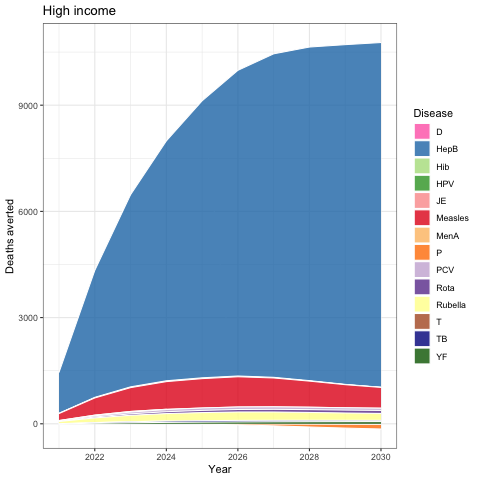 High income
Deaths averted
9000
6000
3000
0
2022
2024
2026
2028
2030
Year
Disease
D
HepB
Hib
HPV
JE
Measles
MenA
P
PCV
Rota
Rubella
T
TB
YF